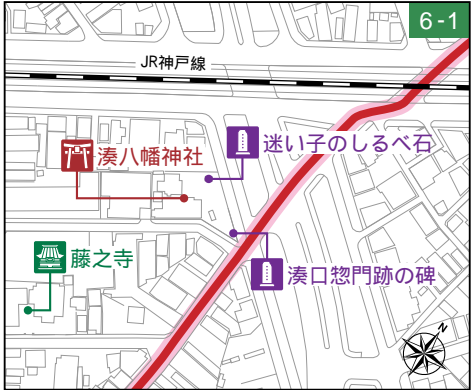 6-1
JR神戸線
迷い子のしるべ石
湊八幡神社
藤之寺
湊口惣門跡の碑
N